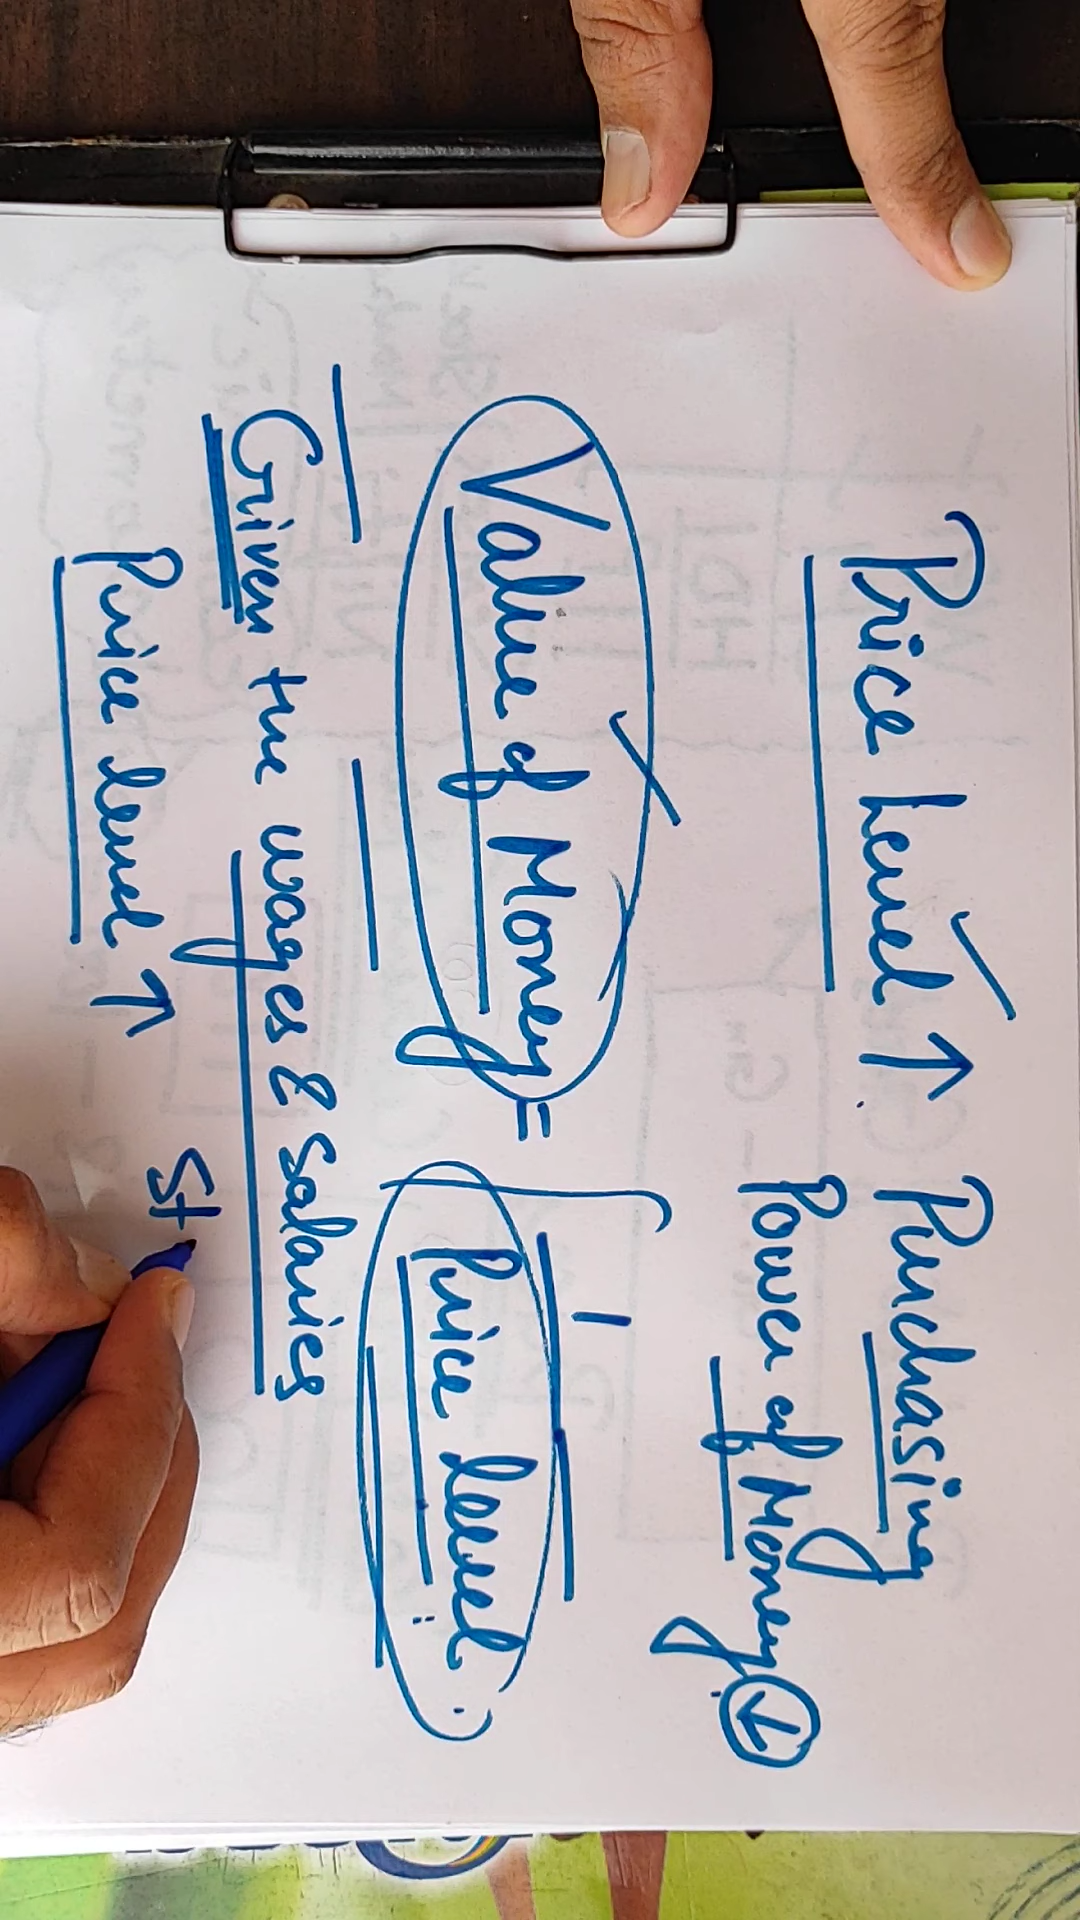 Price Level ↑ Purchasing
Power of Money ↓
Value of Money = 1
Price level
Given the wages & Salaries
Price level ↑ St